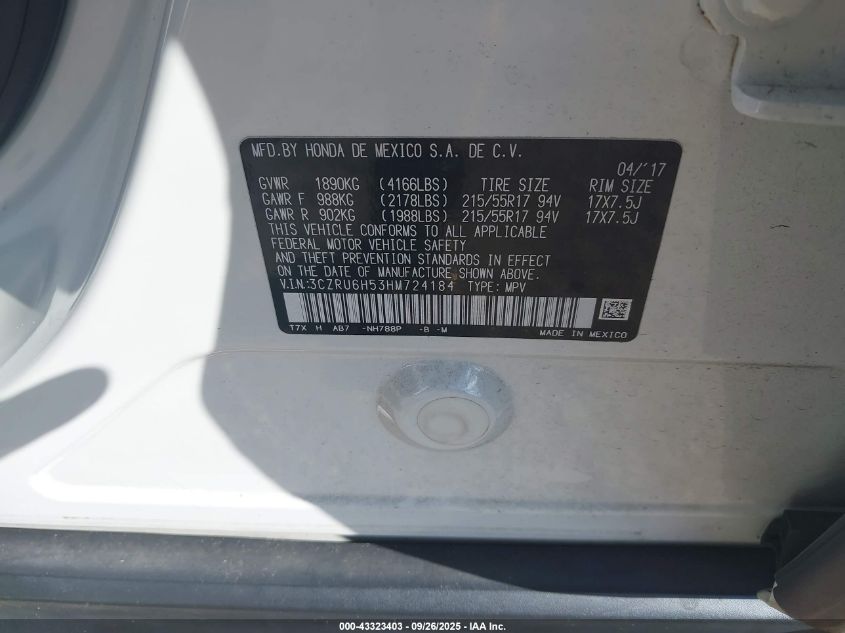 MFD.BY HONDA DE MEXICO S.A. DE C.V.
04/'17
GVWR 1890KG (4166LBS) TIRE SIZE RIM SIZE
GAWR F 988KG (2178LBS) 215/55R17 94V 17X7.5J
GAWR R 902KG (1988LBS) 215/55R17 94V 17X7.5J
THIS VEHICLE CONFORMS TO ALL APPLICABLE
FEDERAL MOTOR VEHICLE SAFETY
AND THEFT PREVENTION STANDARDS IN EFFECT
ON THE DATE OF MANUFACTURE SHOWN ABOVE.
V.I.N:3CZRU6H53HM724184 TYPE: MPV
T7X H AB7 -NH788P -B -M MADE IN MEXICO
000-43323403 - 09/26/2025 - IAA Inc.